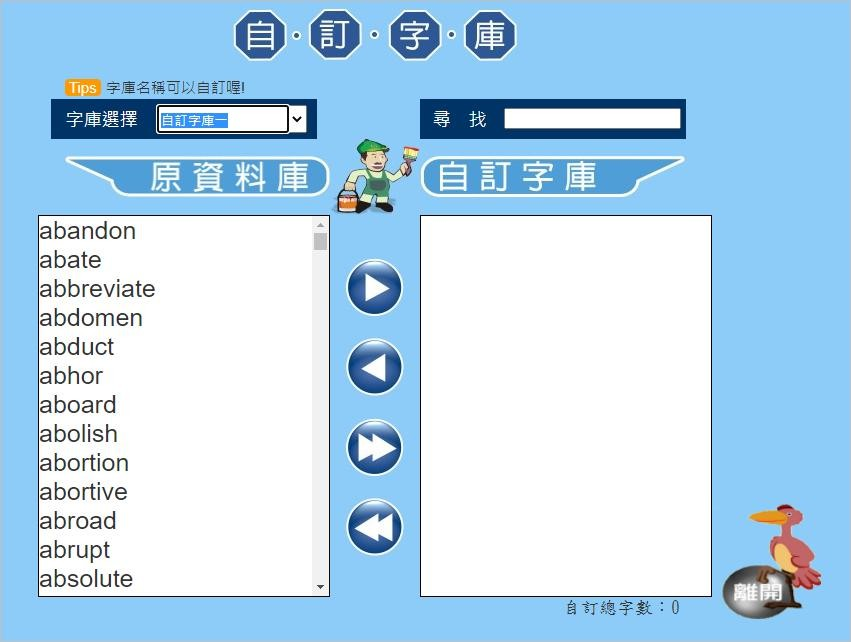 自·訂·字·庫
Tips 字庫名稱可以自訂喔!
字庫選擇 自訂字庫一
尋 找
原資料庫
自訂字庫
abandon
abate
abbreviate
abdomen
abduct
abhor
aboard
abolish
abortion
abortive
abroad
abrupt
absolute
自訂總字數：0
離開